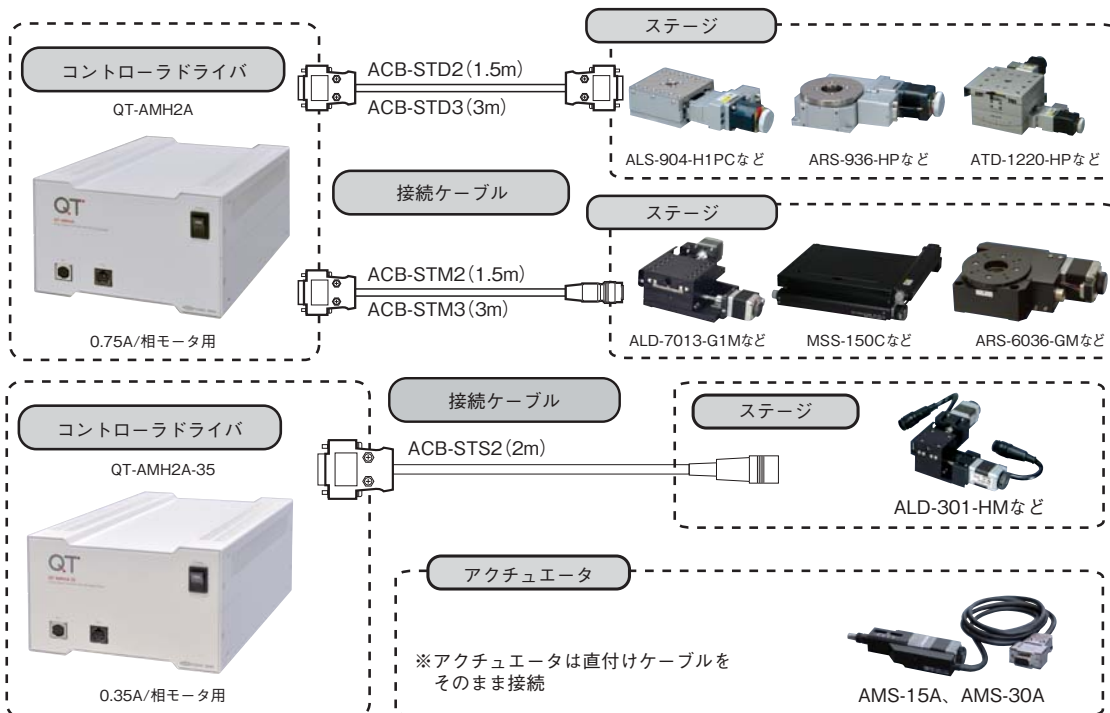 コントローラドライバ
QT-AMH2A
QT
0.75A/相モータ用
ACB-STD2(1.5m)
ACB-STD3(3m)
接続ケーブル
ACB-STM2(1.5m)
ACB-STM3(3m)
ステージ
ALS-904-H1PCなど
ARS-936-HPなど
ATD-1220-HPなど
ステージ
ALD-7013-G1Mなど
MSS-150Cなど
ARS-6036-GMなど
コントローラドライバ
QT-AMH2A-35
QT
0.35A/相モータ用
接続ケーブル
ACB-STS2(2m)
ステージ
ALD-301-HMなど
アクチュエータ
※アクチュエータは直付けケーブルを
そのまま接続
AMS-15A、AMS-30A